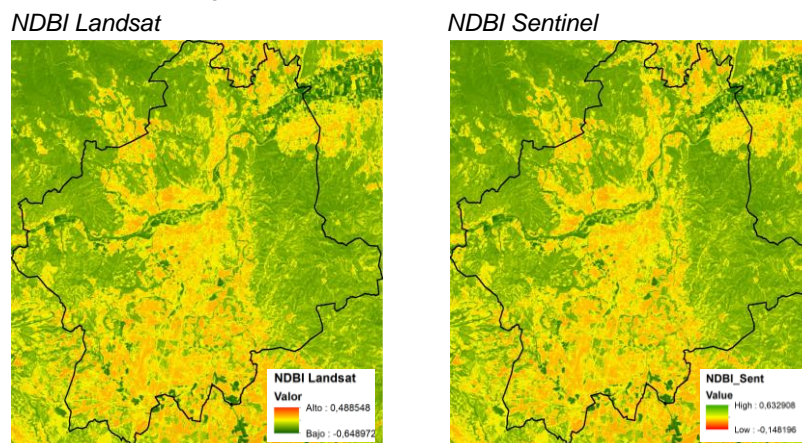 NDBI Landsat
NDBI Sentinel
NDBI Landsat
Valor
Alto : 0,488548
Bajo : -0,648972
NDBI_Sent
Value
High : 0,632908
Low : -0,148196